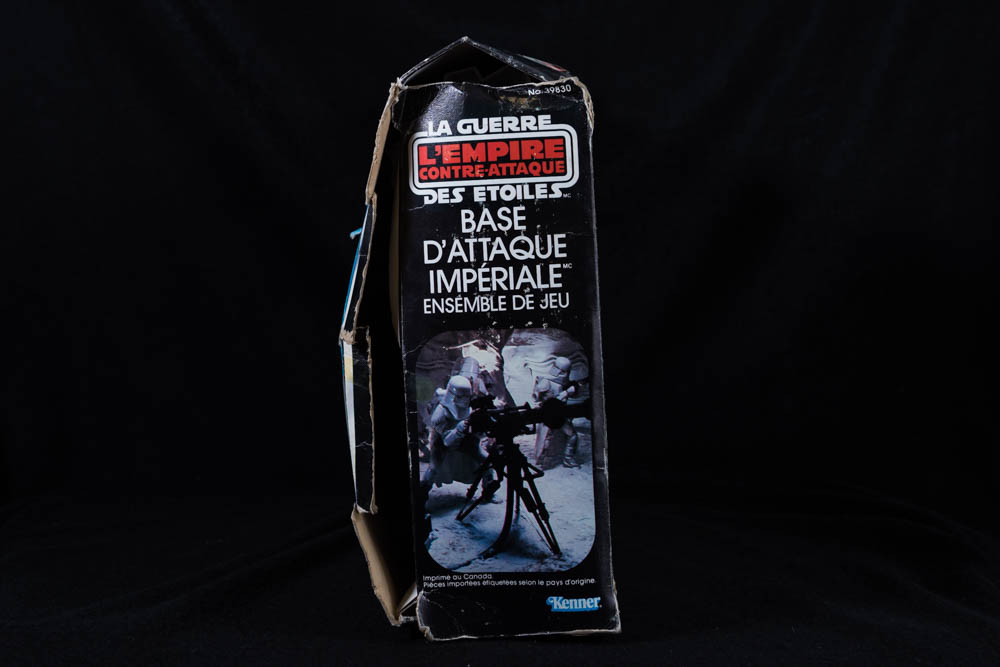 No. 39830
LA GUERRE
L'EMPIRE
CONTRE-ATTAQUE
DES ETOILES MC
BASE
D'ATTAQUE
IMPÉRIALE MC
ENSEMBLE DE JEU
Imprimé au Canada.
Pièces importées étiquetées selon le pays d'origine.
Kenner